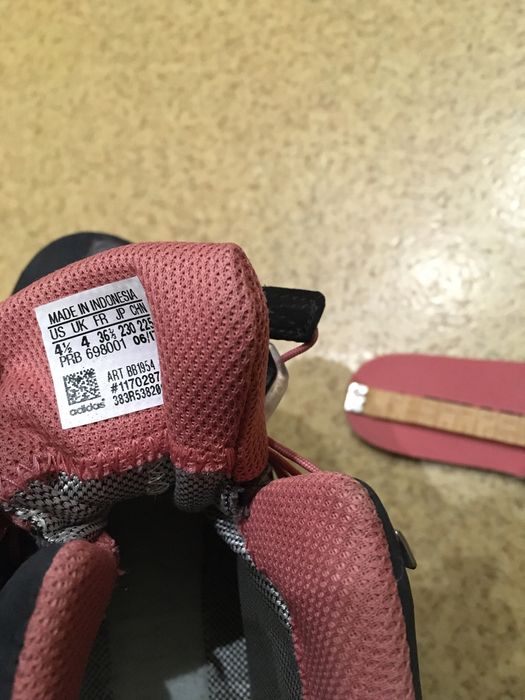 MADE IN INDONESIA
US UK FR JP CHN
4½ 4 36⅔ 230 225
PRB 698001 06/1
ART BB1954
#1170287
383R53820
adidas